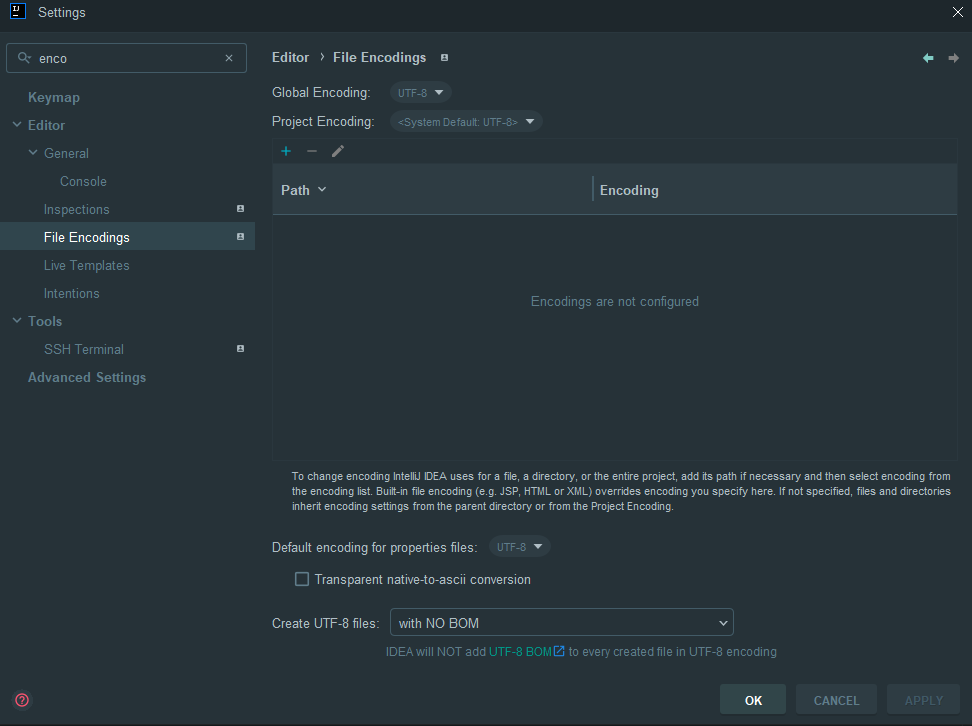 Settings
enco
Keymap
Editor
General
Console
Inspections
File Encodings
Live Templates
Intentions
Tools
SSH Terminal
Advanced Settings
Editor › File Encodings
Global Encoding: UTF-8
Project Encoding: <System Default: UTF-8>
Path Encoding
Encodings are not configured
To change encoding IntelliJ IDEA uses for a file, a directory, or the entire project, add its path if necessary and then select encoding from
the encoding list. Built-in file encoding (e.g. JSP, HTML or XML) overrides encoding you specify here. If not specified, files and directories
inherit encoding settings from the parent directory or from the Project Encoding.
Default encoding for properties files: UTF-8
Transparent native-to-ascii conversion
Create UTF-8 files: with NO BOM
IDEA will NOT add UTF-8 BOM to every created file in UTF-8 encoding
OK CANCEL APPLY